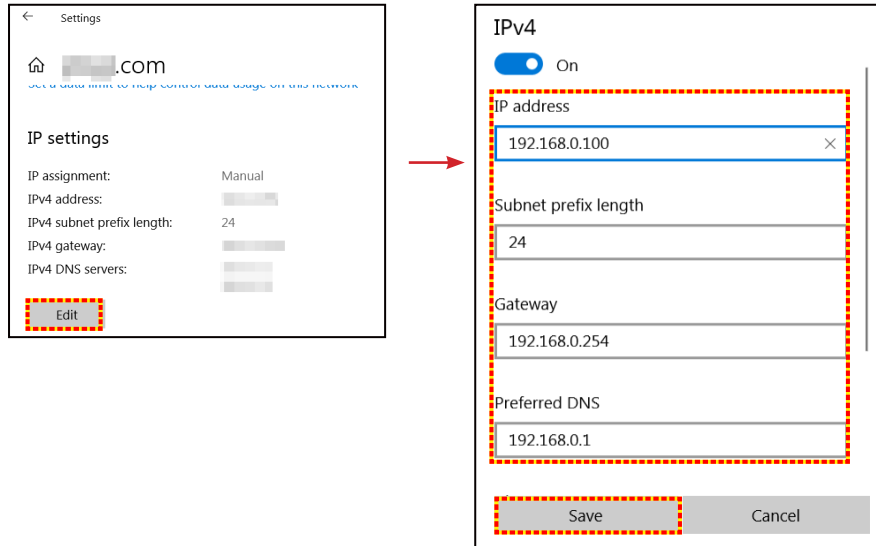 Settings
.com
Set a data limit to help control data usage on this network
IP settings
IP assignment: Manual
IPv4 address:
IPv4 subnet prefix length: 24
IPv4 gateway:
IPv4 DNS servers:
Edit
IPv4
On
IP address
192.168.0.100
Subnet prefix length
24
Gateway
192.168.0.254
Preferred DNS
192.168.0.1
Save Cancel